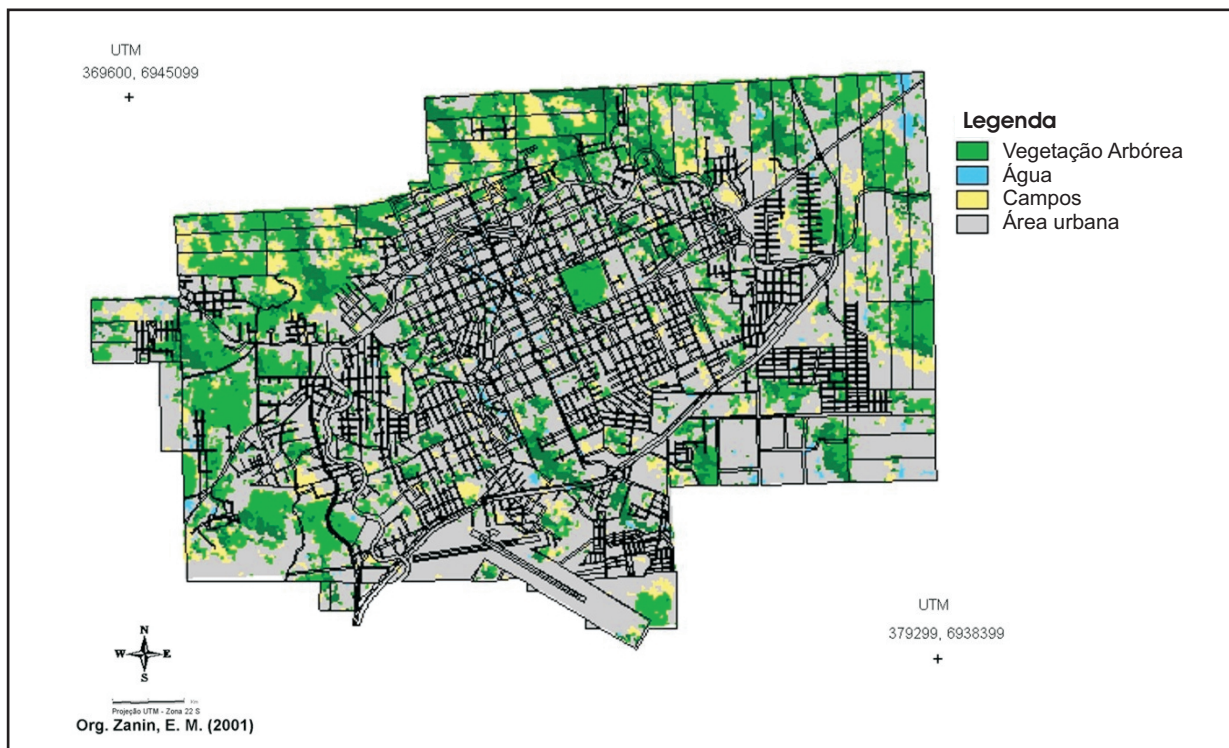 UTM
369600, 6945099
Legenda
Vegetação Arbórea
Água
Campos
Área urbana
UTM
379299, 6938399
N
W E
S
Km
Projeção UTM - Zona 22 S
Org. Zanin, E. M. (2001)